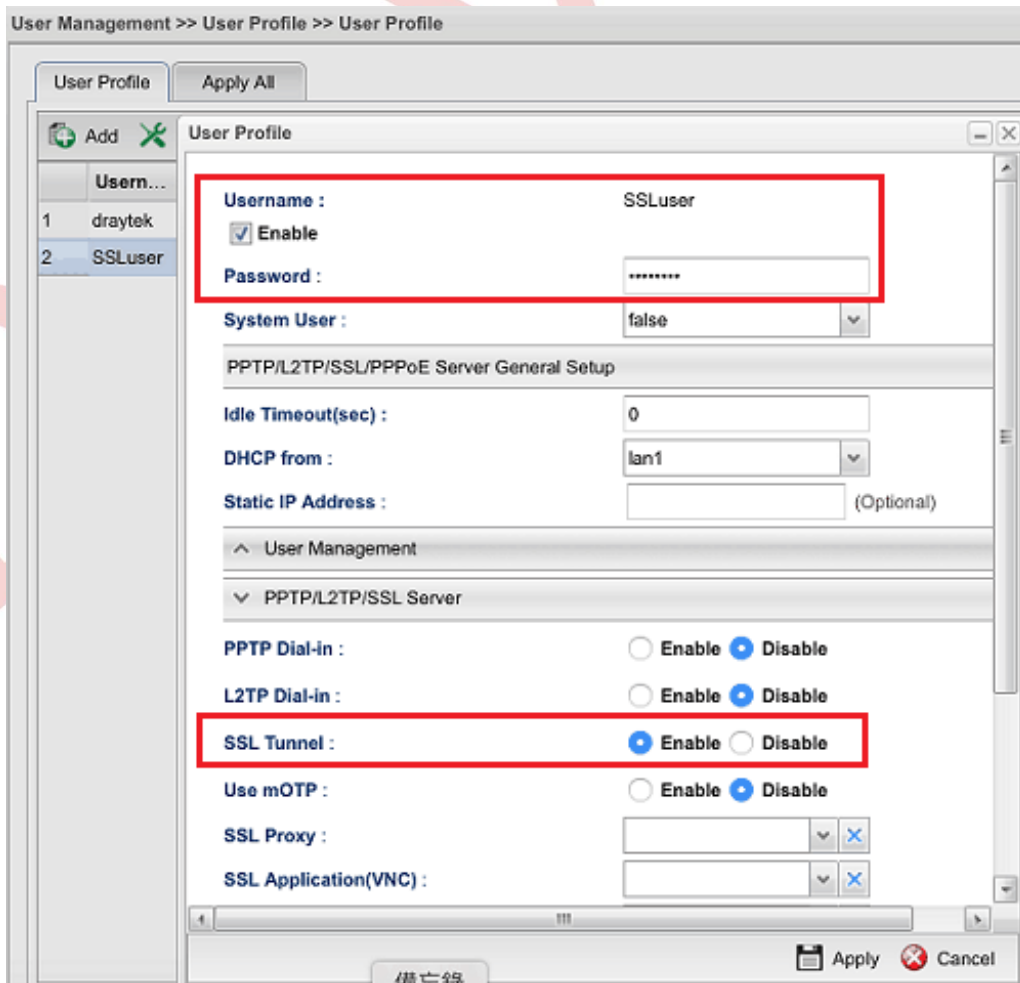 User Management >> User Profile >> User Profile
User Profile Apply All
Add User Profile
Usern...
1 draytek
2 SSLuser
Username : SSLuser
Enable
Password : ••••••••
System User : false
PPTP/L2TP/SSL/PPPoE Server General Setup
Idle Timeout(sec) : 0
DHCP from : lan1
Static IP Address : (Optional)
User Management
PPTP/L2TP/SSL Server
PPTP Dial-in : Enable Disable
L2TP Dial-in : Enable Disable
SSL Tunnel : Enable Disable
Use mOTP : Enable Disable
SSL Proxy :
SSL Application(VNC) :
Apply Cancel
備忘錄